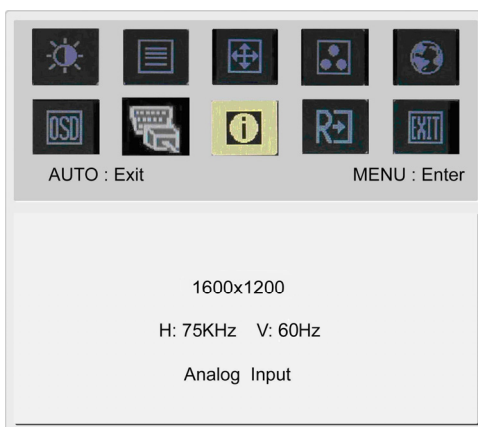 OSD
i
R
EXIT
AUTO : Exit MENU : Enter
1600x1200
H: 75KHz V: 60Hz
Analog Input